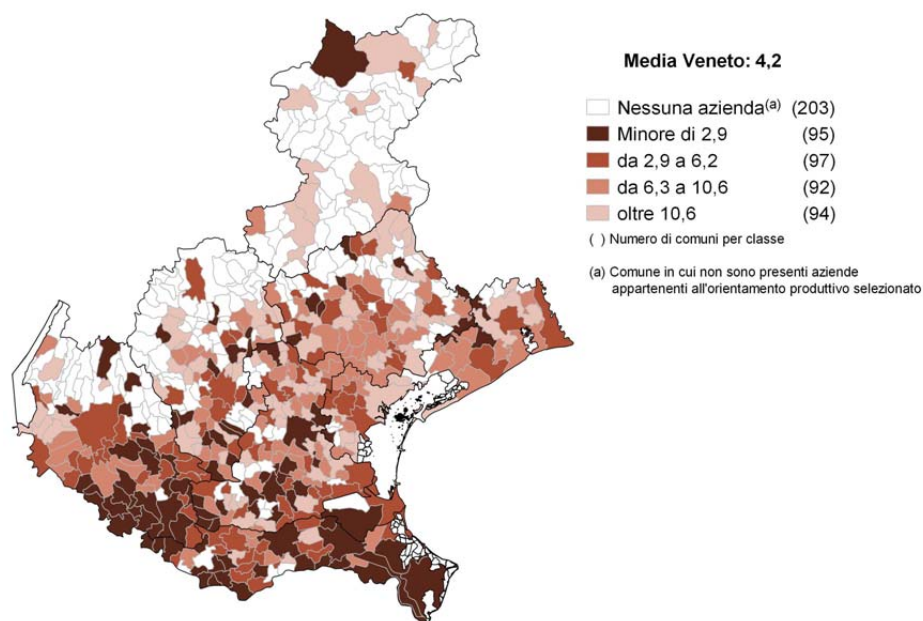 Media Veneto: 4,2
Nessuna azienda(a) (203)
Minore di 2,9 (95)
da 2,9 a 6,2 (97)
da 6,3 a 10,6 (92)
oltre 10,6 (94)
( ) Numero di comuni per classe
(a) Comune in cui non sono presenti aziende
appartenenti all'orientamento produttivo selezionato